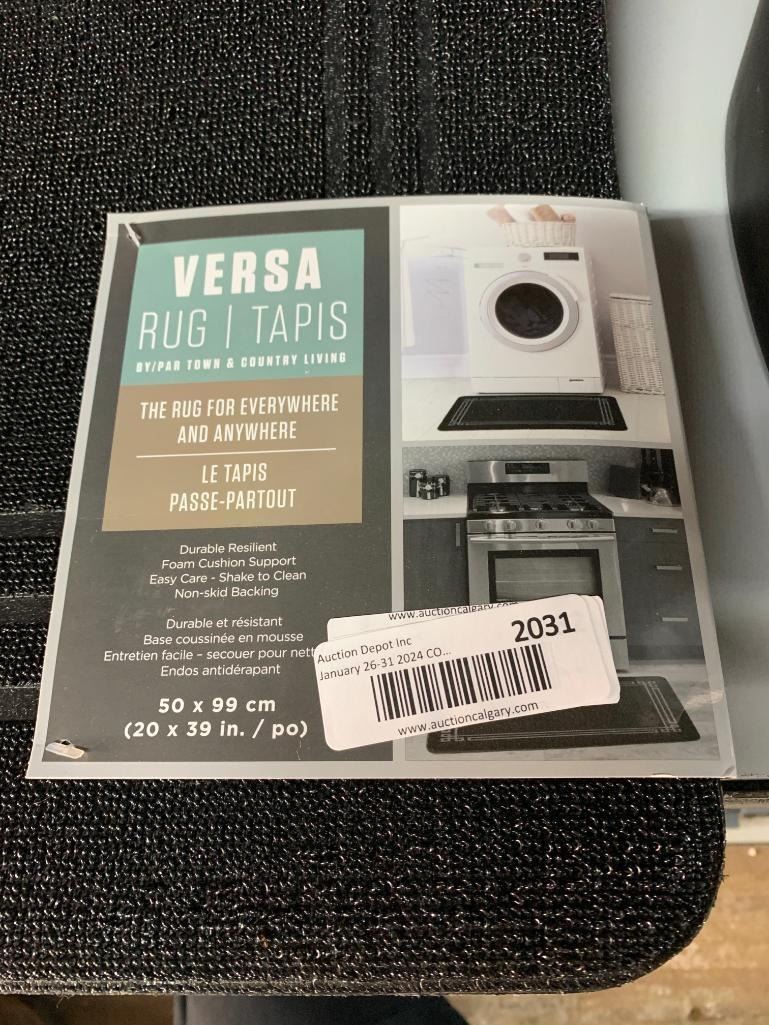 VERSA
RUG | TAPIS
BY/PAR TOWN & COUNTRY LIVING
THE RUG FOR EVERYWHERE
AND ANYWHERE
LE TAPIS
PASSE-PARTOUT
Durable Resilient
Foam Cushion Support
Easy Care - Shake to Clean
Non-skid Backing
Durable et résistant
Base coussinée en mousse
Entretien facile – secouer pour nett
Endos antidérapant
50 x 99 cm
(20 x 39 in. / po)
www.auctioncalgary.com
Auction Depot Inc
2031
January 26-31 2024 CO...
www.auctioncalgary.com